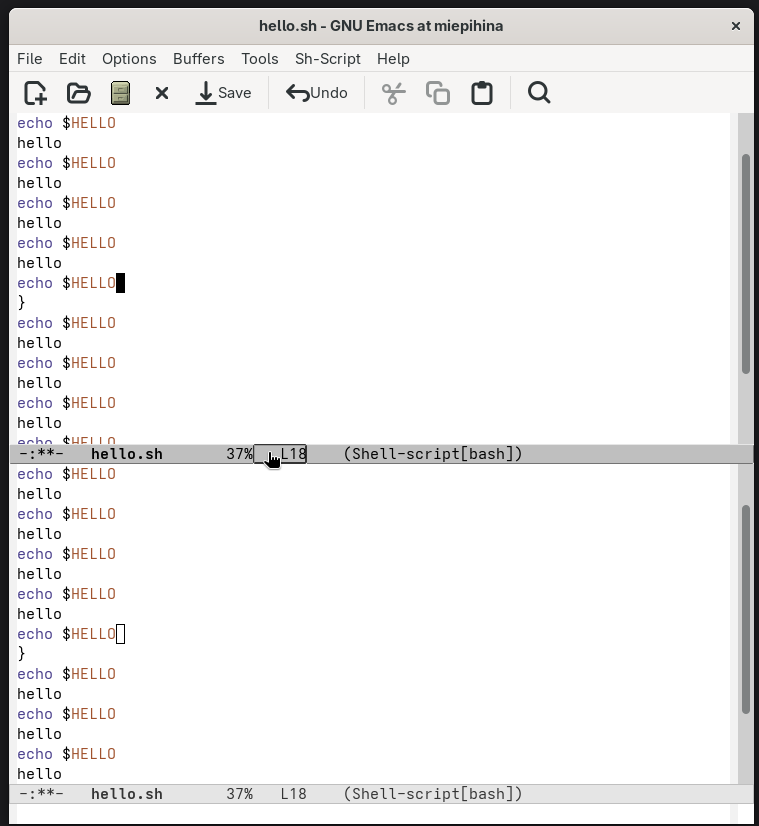 hello.sh - GNU Emacs at miepihina
File Edit Options Buffers Tools Sh-Script Help
Save Undo
echo $HELLO
hello
echo $HELLO
hello
echo $HELLO
hello
echo $HELLO
hello
echo $HELLO
}
echo $HELLO
hello
echo $HELLO
hello
echo $HELLO
hello
echo $HELLO
-:**-   hello.sh       37%   L18    (Shell-script[bash])
echo $HELLO
hello
echo $HELLO
hello
echo $HELLO
hello
echo $HELLO
hello
echo $HELLO
}
echo $HELLO
hello
echo $HELLO
hello
echo $HELLO
hello
-:**-   hello.sh       37%   L18    (Shell-script[bash])